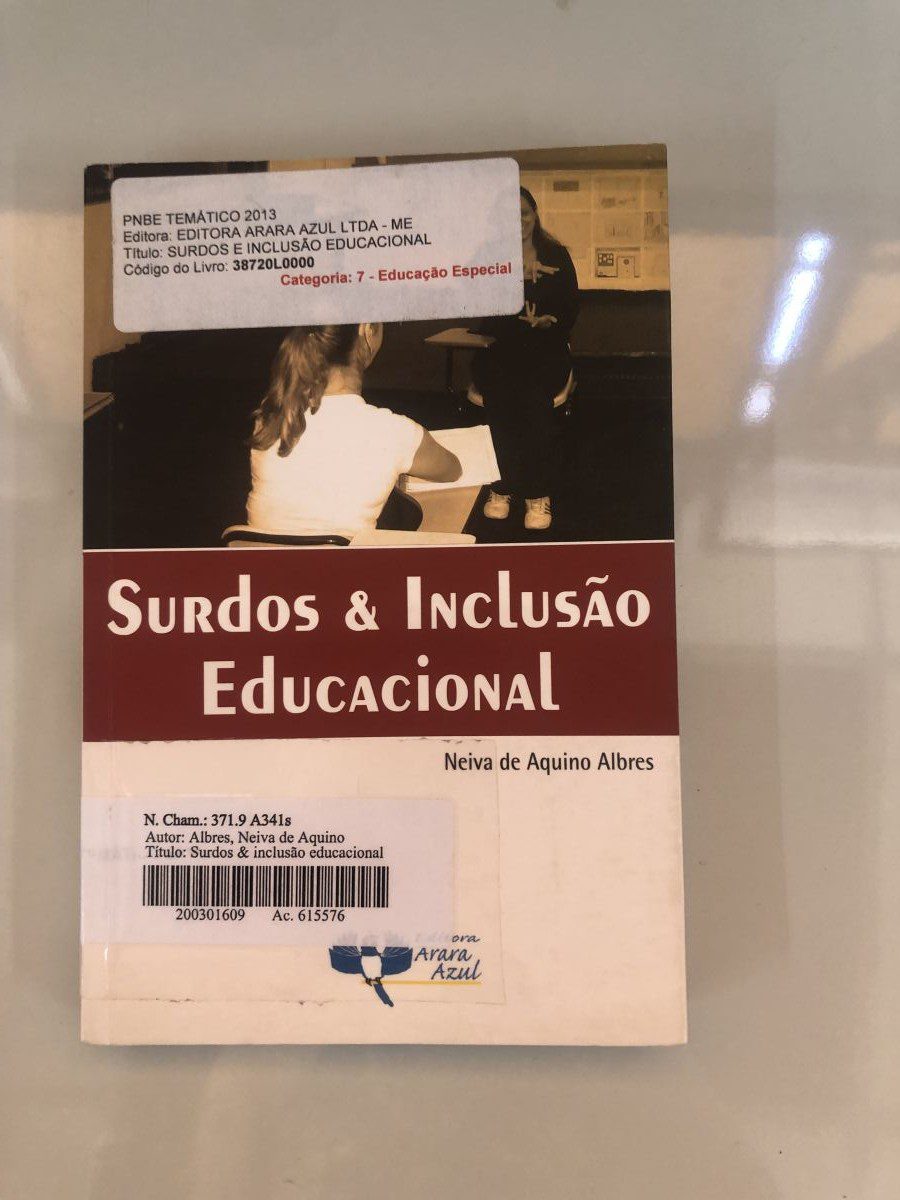 PNBE TEMÁTICO 2013
Editora: EDITORA ARARA AZUL LTDA - ME
Título: SURDOS E INCLUSÃO EDUCACIONAL
Código do Livro: 38720L0000
Categoria: 7 - Educação Especial
Surdos & Inclusão
Educacional
Neiva de Aquino Albres
N. Cham.: 371.9 A341s
Autor: Albres, Neiva de Aquino
Título: Surdos & inclusão educacional
200301609 Ac. 615576
Editora
Arara
Azul